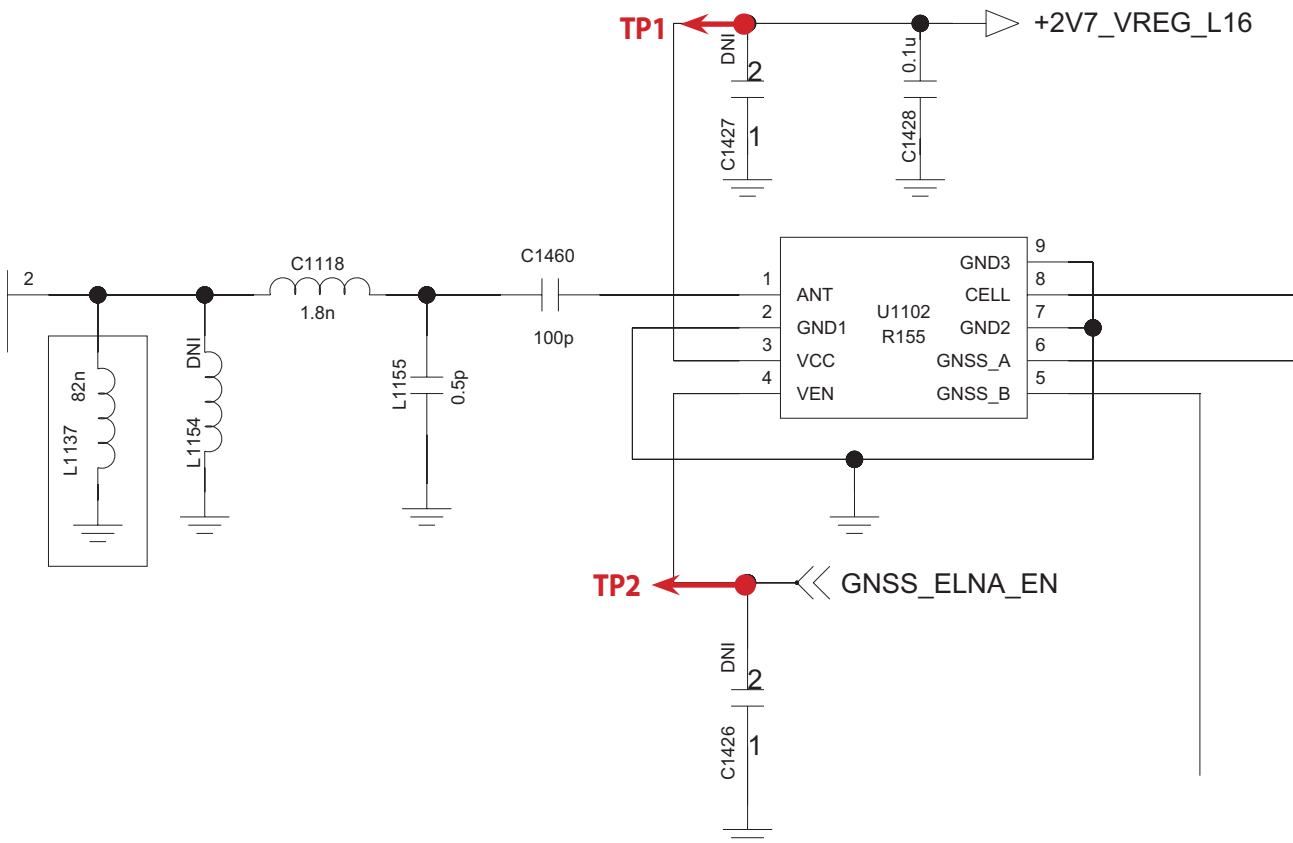 TP1
+2V7_VREG_L16
DNI
2
C1427
1
0.1u
C1428
2
82n
L1137
DNI
L1154
C1118
1.8n
L1155
0.5p
C1460
100p
1
2
3
4
ANT
GND1
VCC
VEN
U1102
R155
GND3
CELL
GND2
GNSS_A
GNSS_B
9
8
7
6
5
TP2
GNSS_ELNA_EN
DNI
2
C1426
1